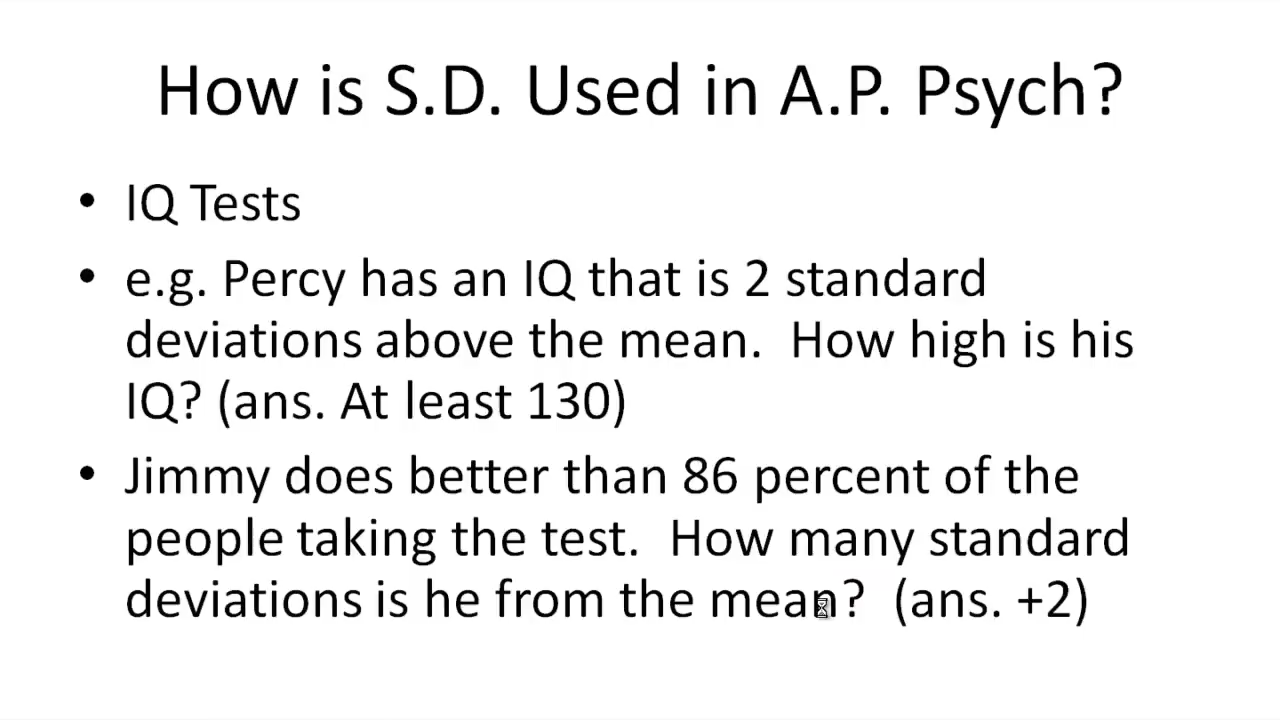 How is S.D. Used in A.P. Psych?
• IQ Tests
• e.g. Percy has an IQ that is 2 standard
deviations above the mean.  How high is his
IQ? (ans. At least 130)
• Jimmy does better than 86 percent of the
people taking the test.  How many standard
deviations is he from the mean?  (ans. +2)